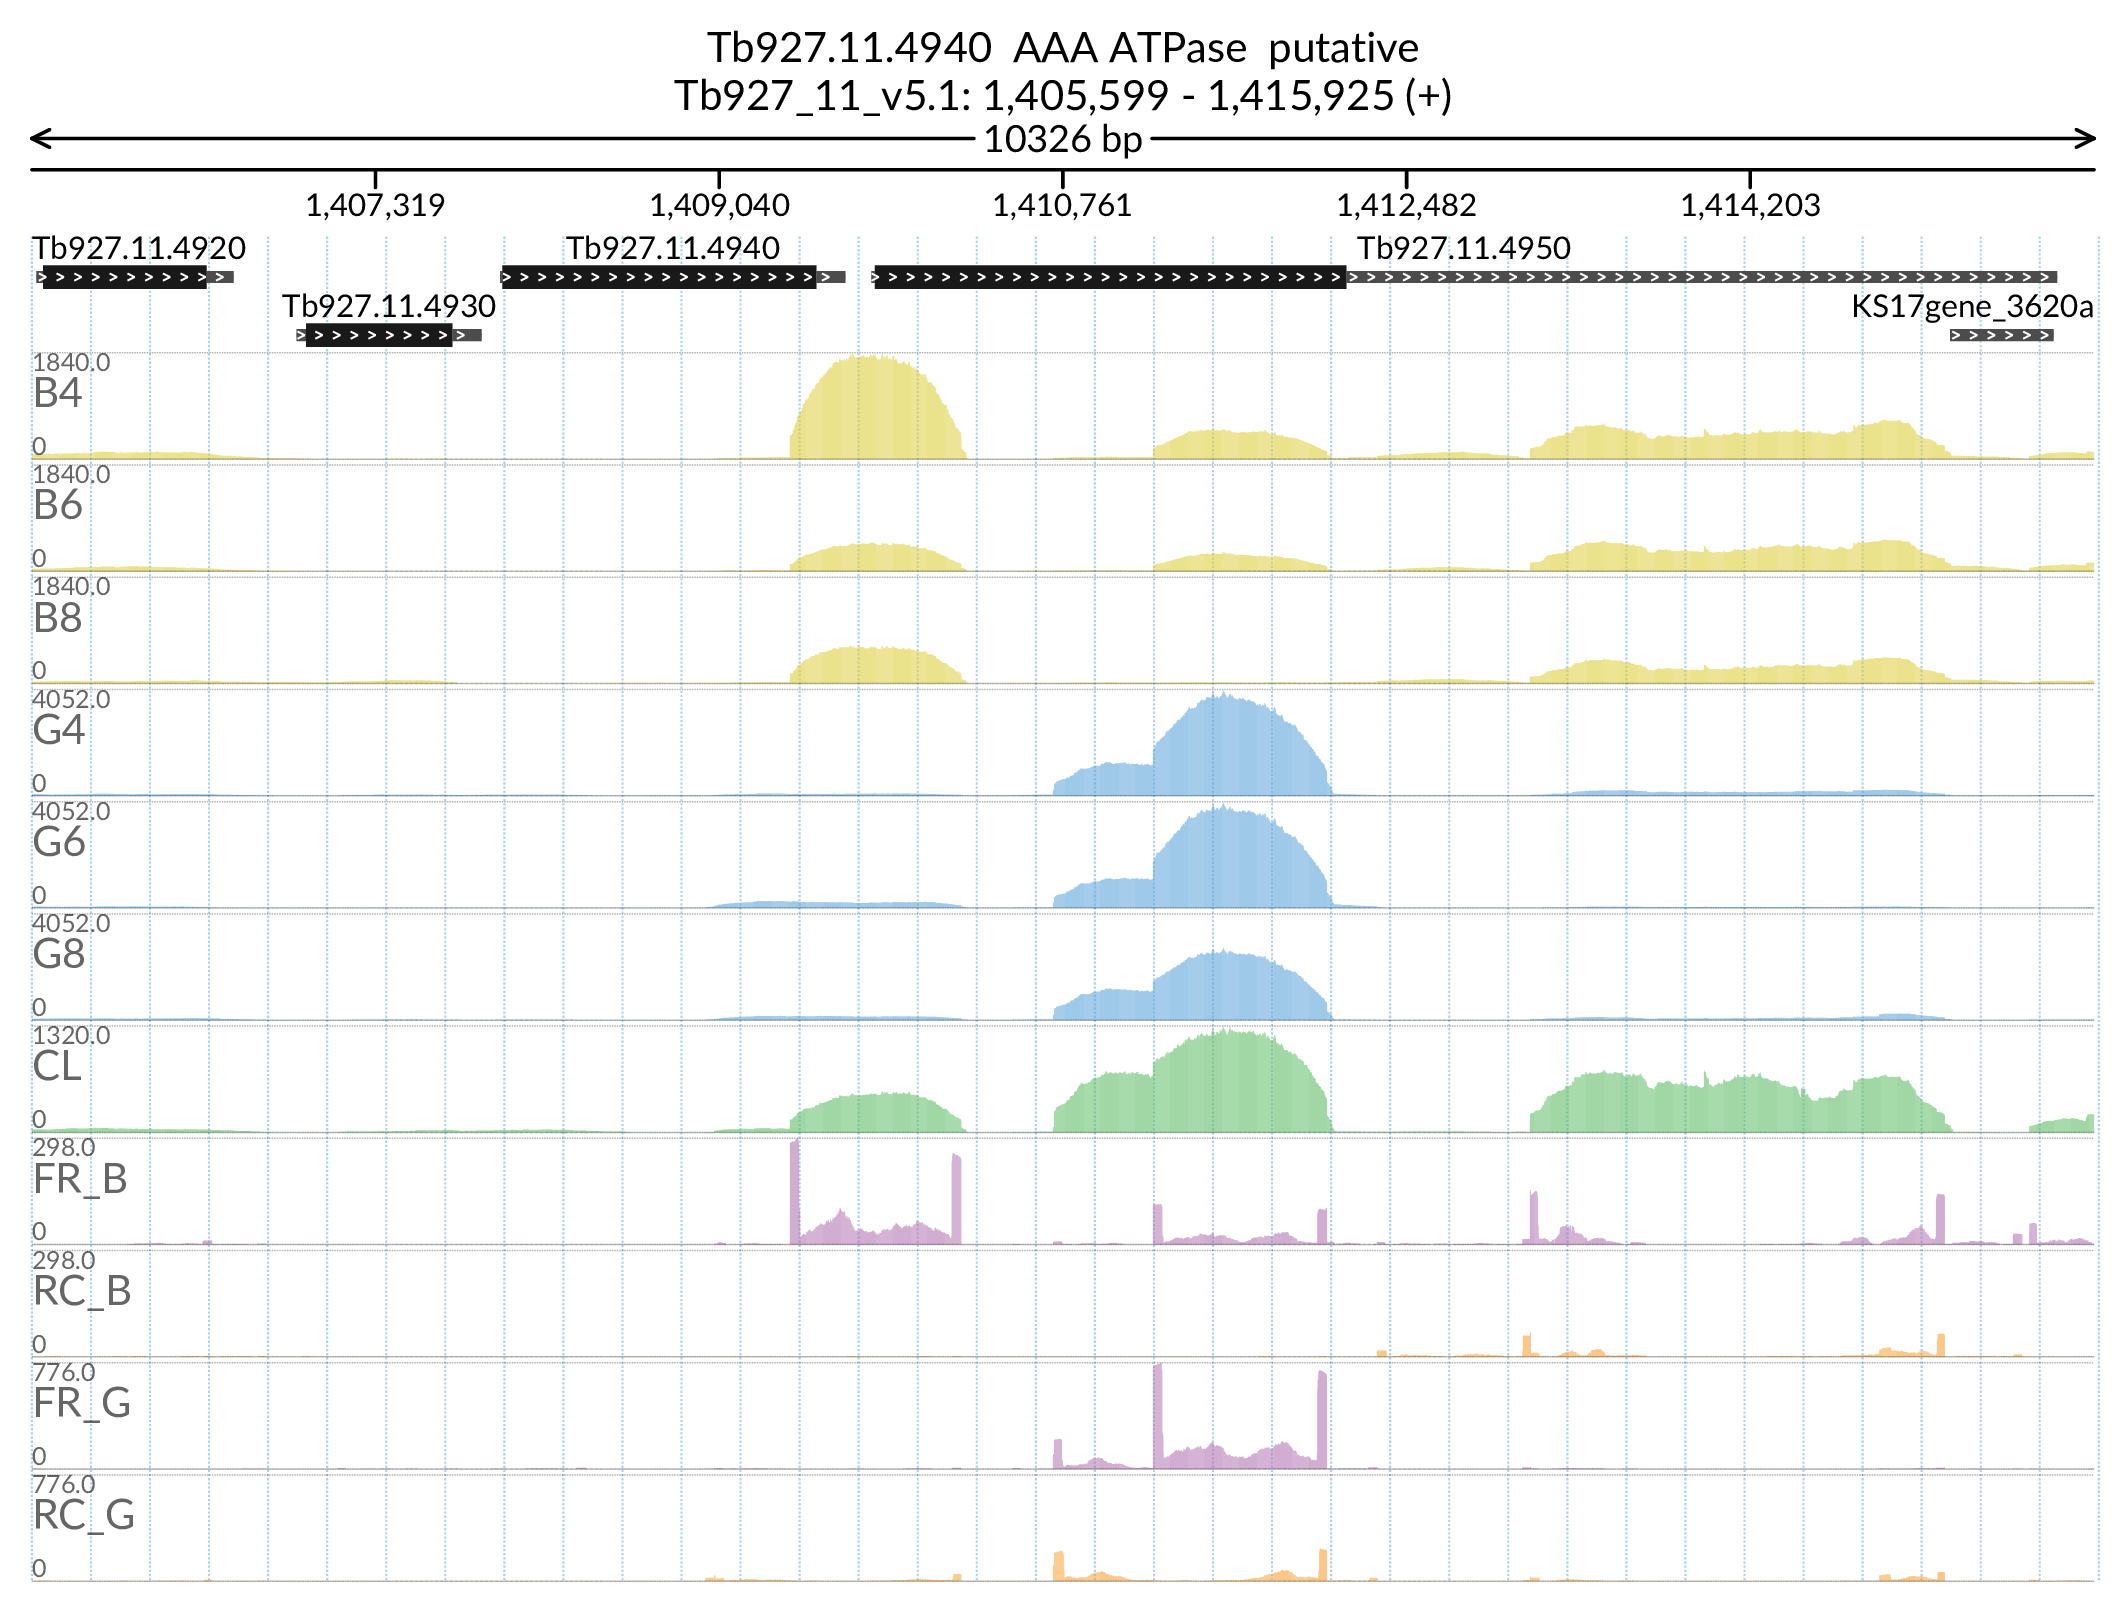 Tb927.11.4940  AAA ATPase  putative
Tb927_11_v5.1: 1,405,599 - 1,415,925 (+)
10326 bp
1,407,319 1,409,040 1,410,761 1,412,482 1,414,203
Tb927.11.4920 Tb927.11.4940 Tb927.11.4950
Tb927.11.4930 KS17gene_3620a
1840.0
B4
0
1840.0
B6
0
1840.0
B8
0
4052.0
G4
0
4052.0
G6
0
4052.0
G8
0
1320.0
CL
0
298.0
FR_B
0
298.0
RC_B
0
776.0
FR_G
0
776.0
RC_G
0